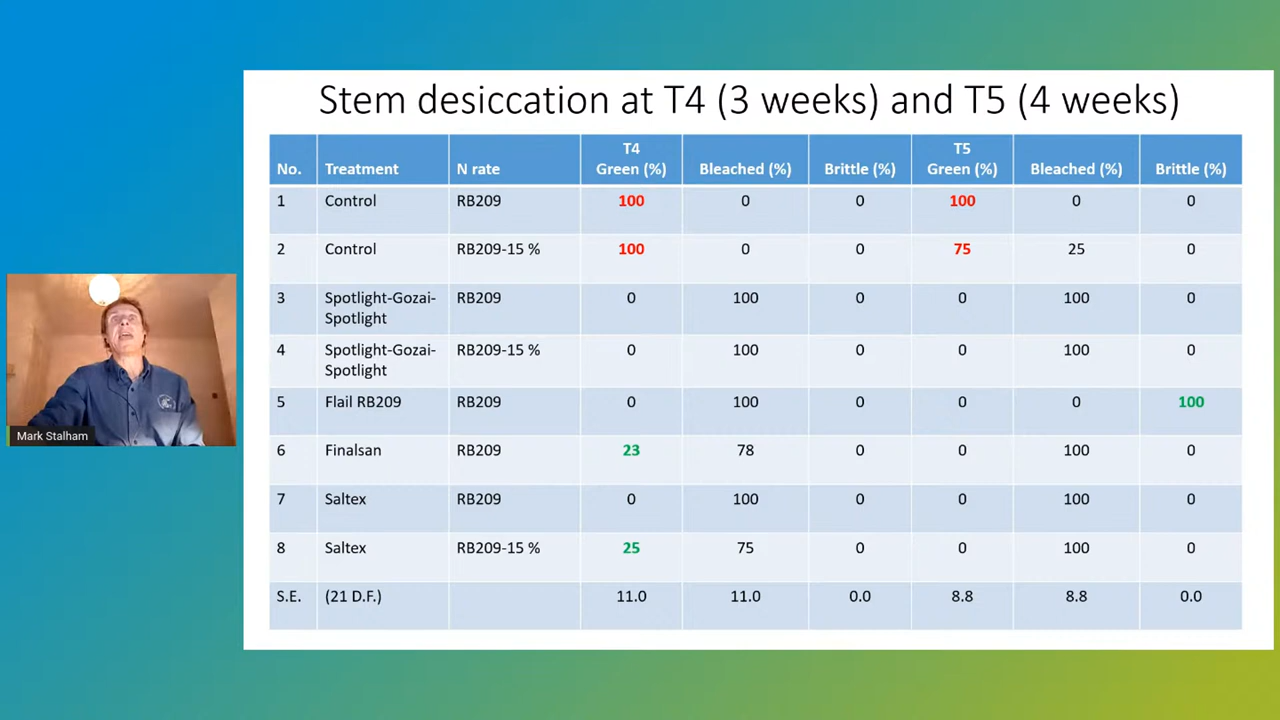 Stem desiccation at T4 (3 weeks) and T5 (4 weeks)
T4 T5
No. Treatment N rate Green (%) Bleached (%) Brittle (%) Green (%) Bleached (%) Brittle (%)
1 Control RB209 100 0 0 100 0 0
2 Control RB209-15 % 100 0 0 75 25 0
3 Spotlight-Gozai- RB209 0 100 0 0 100 0
Spotlight
4 Spotlight-Gozai- RB209-15 % 0 100 0 0 100 0
Spotlight
5 Flail RB209 RB209 0 100 0 0 0 100
6 Finalsan RB209 23 78 0 0 100 0
7 Saltex RB209 0 100 0 0 100 0
8 Saltex RB209-15 % 25 75 0 0 100 0
S.E. (21 D.F.) 11.0 11.0 0.0 8.8 8.8 0.0
Mark Stalham